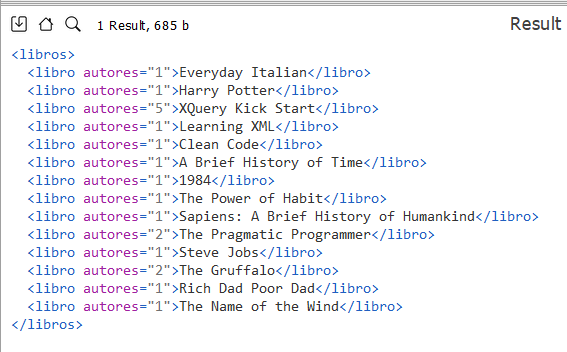 1 Result, 685 b
Result
<libros>
  <libro autores="1">Everyday Italian</libro>
  <libro autores="1">Harry Potter</libro>
  <libro autores="5">XQuery Kick Start</libro>
  <libro autores="1">Learning XML</libro>
  <libro autores="1">Clean Code</libro>
  <libro autores="1">A Brief History of Time</libro>
  <libro autores="1">1984</libro>
  <libro autores="1">The Power of Habit</libro>
  <libro autores="1">Sapiens: A Brief History of Humankind</libro>
  <libro autores="2">The Pragmatic Programmer</libro>
  <libro autores="1">Steve Jobs</libro>
  <libro autores="2">The Gruffalo</libro>
  <libro autores="1">Rich Dad Poor Dad</libro>
  <libro autores="1">The Name of the Wind</libro>
</libros>